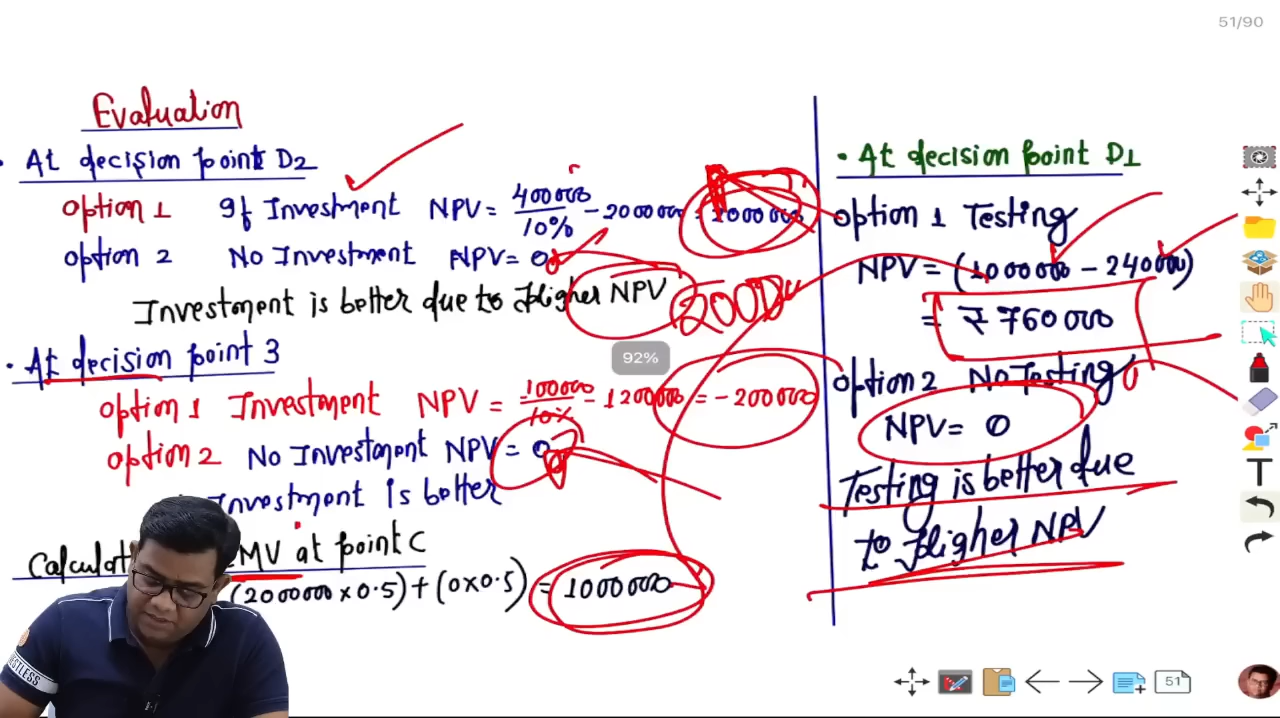 51/90
Evaluation
• At decision point D2
Option 1 If Investment NPV = 400000/10% - 2000000 = 2000000
Option 2 No Investment NPV = 0
Investment is better due to Higher NPV
2000
92%
• At decision point 3
Option 1 Investment NPV = 100000/10% - 1200000 = -200000
Option 2 No Investment NPV = 0
Investment is better
EMV at point C
(2000000 x 0.5) + (0 x 0.5) = 1000000
• At decision point D1
Option 1 Testing
NPV = (1000000 - 240000)
= ₹ 760000
Option 2 No Testing
NPV = 0
Testing is better due
to Higher NPV
T
51